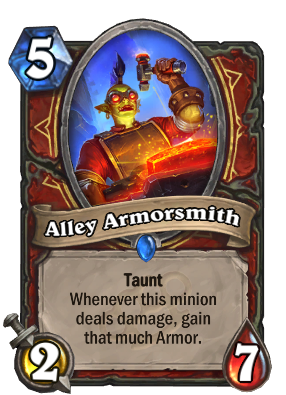 5
Alley Armorsmith
Taunt
Whenever this minion
deals damage, gain
that much Armor.
2
7